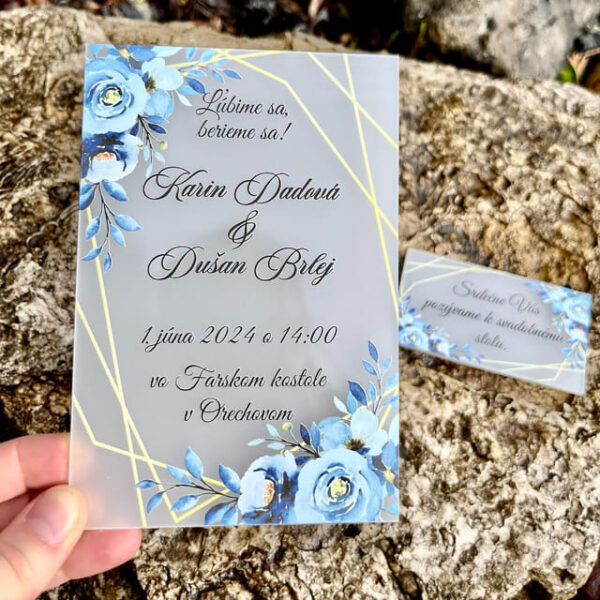 Ľúbime sa,
berieme sa!
Karin Dadová
&
Dušan Brlej
1. júna 2024 o 14:00
vo Farskom kostole
v Orechovom
Srdečne Vás
pozývame k svadobnému
stolu.